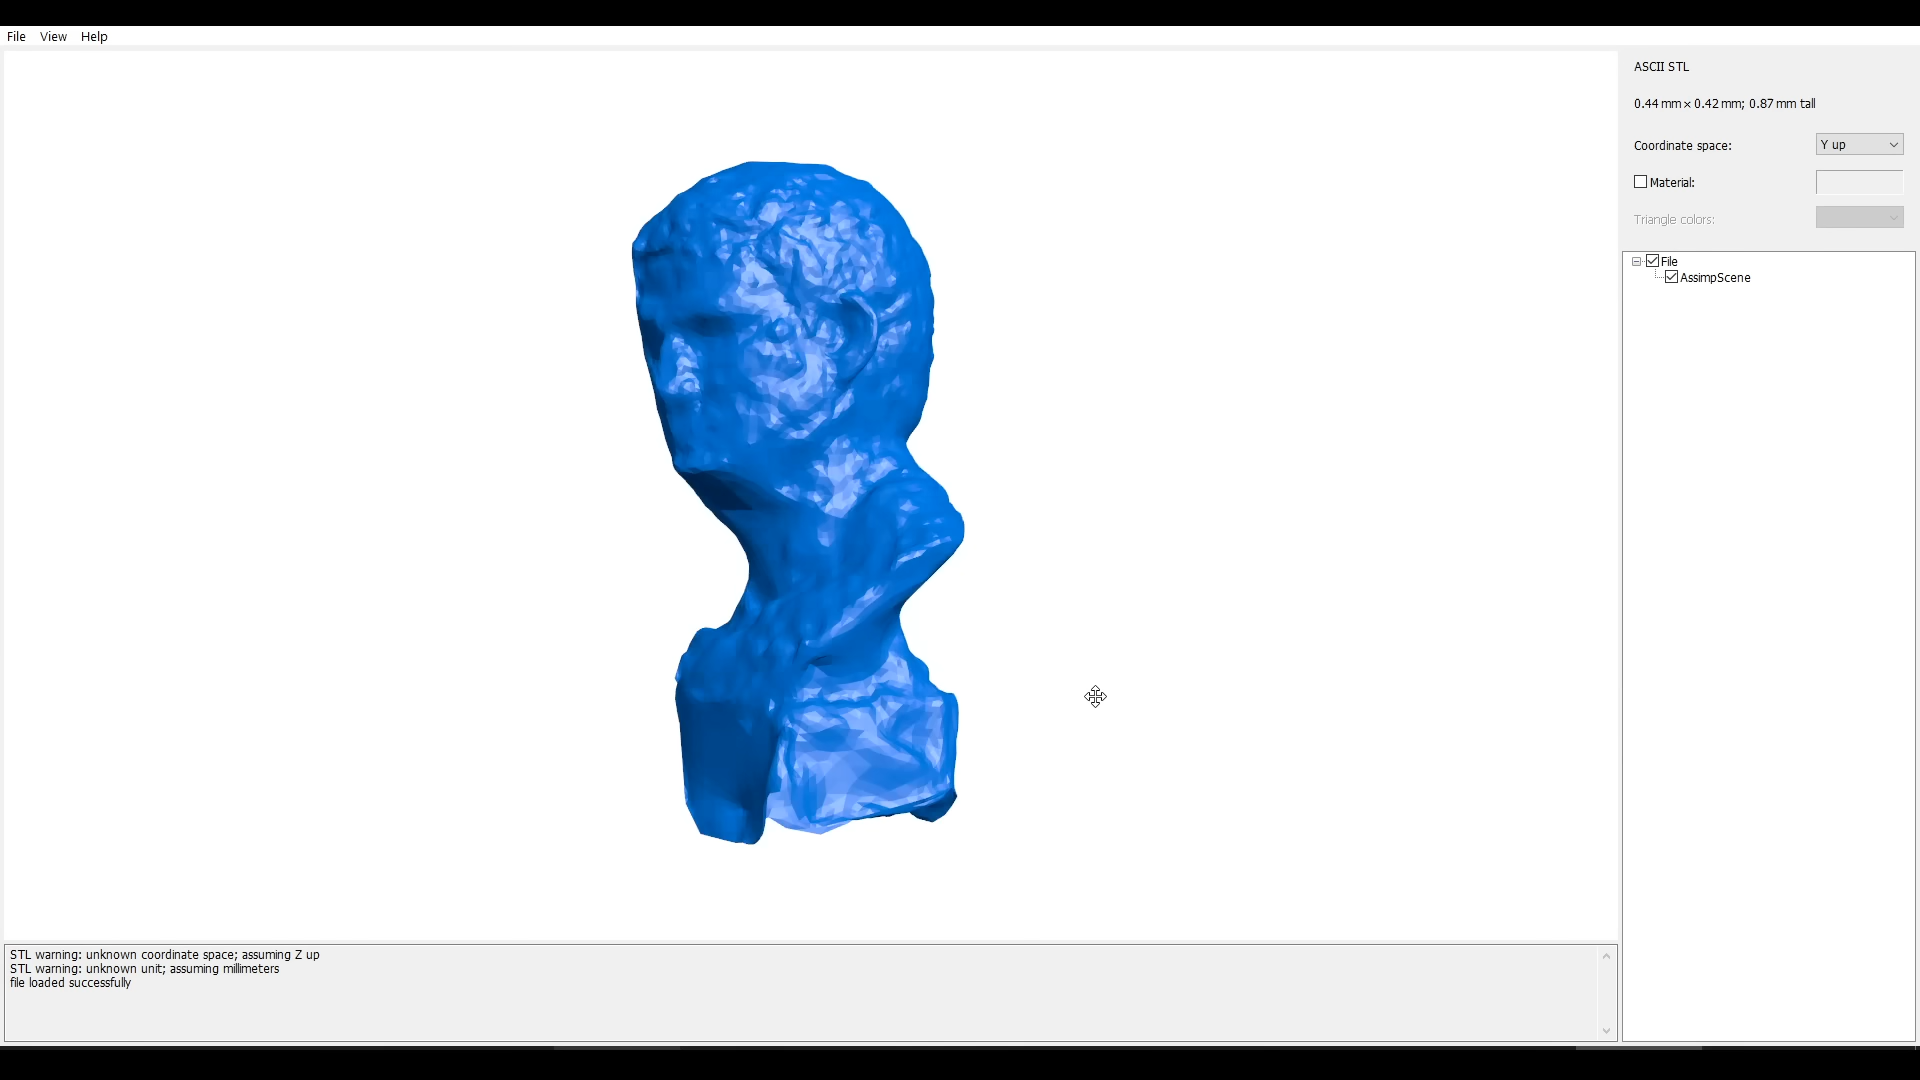 File View Help
ASCII STL
0.44 mm x 0.42 mm; 0.87 mm tall
Coordinate space: Y up
Material:
Triangle colors:
File
AssimpScene
STL warning: unknown coordinate space; assuming Z up
STL warning: unknown unit; assuming millimeters
file loaded successfully